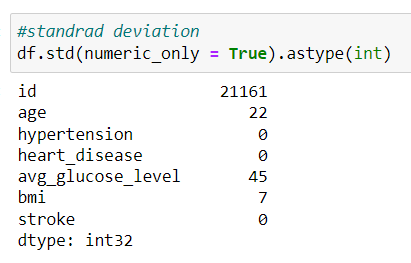 #standrad deviation
df.std(numeric_only = True).astype(int)
id 21161
age 22
hypertension 0
heart_disease 0
avg_glucose_level 45
bmi 7
stroke 0
dtype: int32